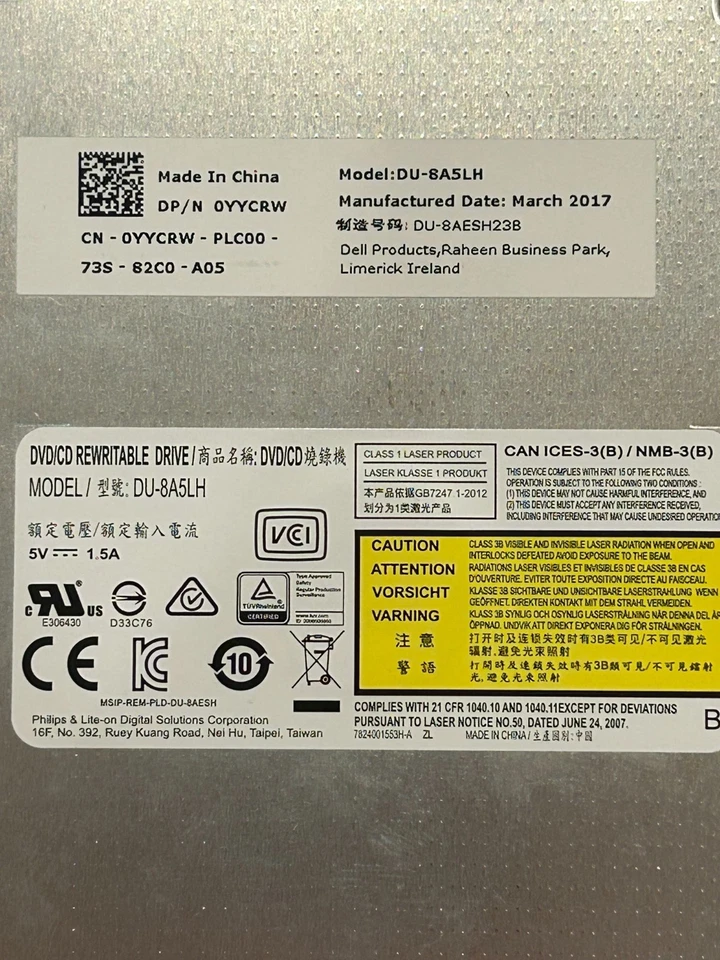 Made In China
DP/N 0YYCRW
CN - 0YYCRW - PLC00 -
73S - 82C0 - A05
Model:DU-8A5LH
Manufactured Date: March 2017
制造号码: DU-8AESH23B
Dell Products,Raheen Business Park,
Limerick Ireland
DVD/CD REWRITABLE DRIVE / 商品名稱: DVD/CD燒錄機
MODEL / 型號: DU-8A5LH
額定電壓/額定輸入電流
5V 1.5A
VCI
CLASS 1 LASER PRODUCT
LASER KLASSE 1 PRODUKT
本产品依据GB7247.1-2012
划分为1类激光产品
CAN ICES-3(B) / NMB-3(B)
THIS DEVICE COMPLIES WITH PART 15 OF THE FCC RULES.
OPERATION IS SUBJECT TO THE FOLLOWING TWO CONDITIONS :
(1) THIS DEVICE MAY NOT CAUSE HARMFUL INTERFERENCE, AND
(2) THIS DEVICE MUST ACCEPT ANY INTERFERENCE RECEIVED,
INCLUDING INTERFERENCE THAT MAY CAUSE UNDESIRED
c RU US
E306430
D33C76
TÜVRheinland
CERTIFIED
Type Approved
Safety
Regular Production
Surveillance
www.tuv.com
CE
10
MSIP-REM-PLD-DU-8AESH
Philips & Lite-on Digital Solutions Corporation
16F, No. 392, Ruey Kuang Road, Nei Hu, Taipei, Taiwan
CAUTION CLASS 3B VISIBLE AND INVISIBLE LASER RADIATION WHEN OPEN AND
INTERLOCKS DEFEATED AVOID EXPOSURE TO THE BEAM.
ATTENTION RADIATIONS LASER VISIBLES ET INVISIBLES DE CLASSE 3B EN CAS
D'OUVERTURE. EVITER TOUTE EXPOSITION DIRECTE AU FAISCEAU.
VORSICHT KLASSE 3B SICHTBARE UND UNSICHTBARE LASERSTRAHLUNG WENN
GEÖFFNET. DIREKTEN KONTAKT MIT DEM STRAHL VERMEIDEN.
VARNING KLASS 3B SYNLIG OCH OSYNLIG LASERSTRÅLNING NÄR DENNA DEL ÄR
ÖPPNAD. UNDVIK ATT DIREKT EXPONERA DIG FÖR STRÅLNINGEN.
注意 打开时及连锁失效时有3B类可见/不可见激光
辐射,避免光束照射
警語 打開時及連鎖失效時有3B類可見/不可見鐳射
光,避免光束照射
COMPLIES WITH 21 CFR 1040.10 AND 1040.11EXCEPT FOR DEVIATIONS
PURSUANT TO LASER NOTICE NO.50, DATED JUNE 24, 2007.
7824001553H-A ZL MADE IN CHINA / 生產國別:中國